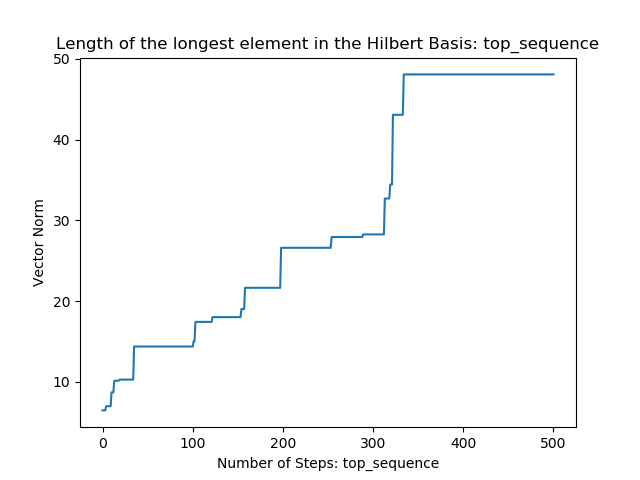 Length of the longest element in the Hilbert Basis: top_sequence
50
40
30
20
10
Vector Norm
0 100 200 300 400 500
Number of Steps: top_sequence